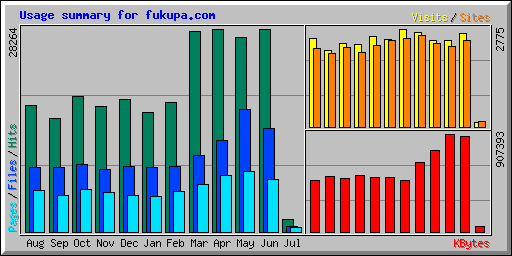 Usage summary for fukupa.com
Visits/Sites
28264
2775
Pages/Files/Hits
907393
Aug Sep Oct Nov Dec Jan Feb Mar Apr May Jun Jul
KBytes